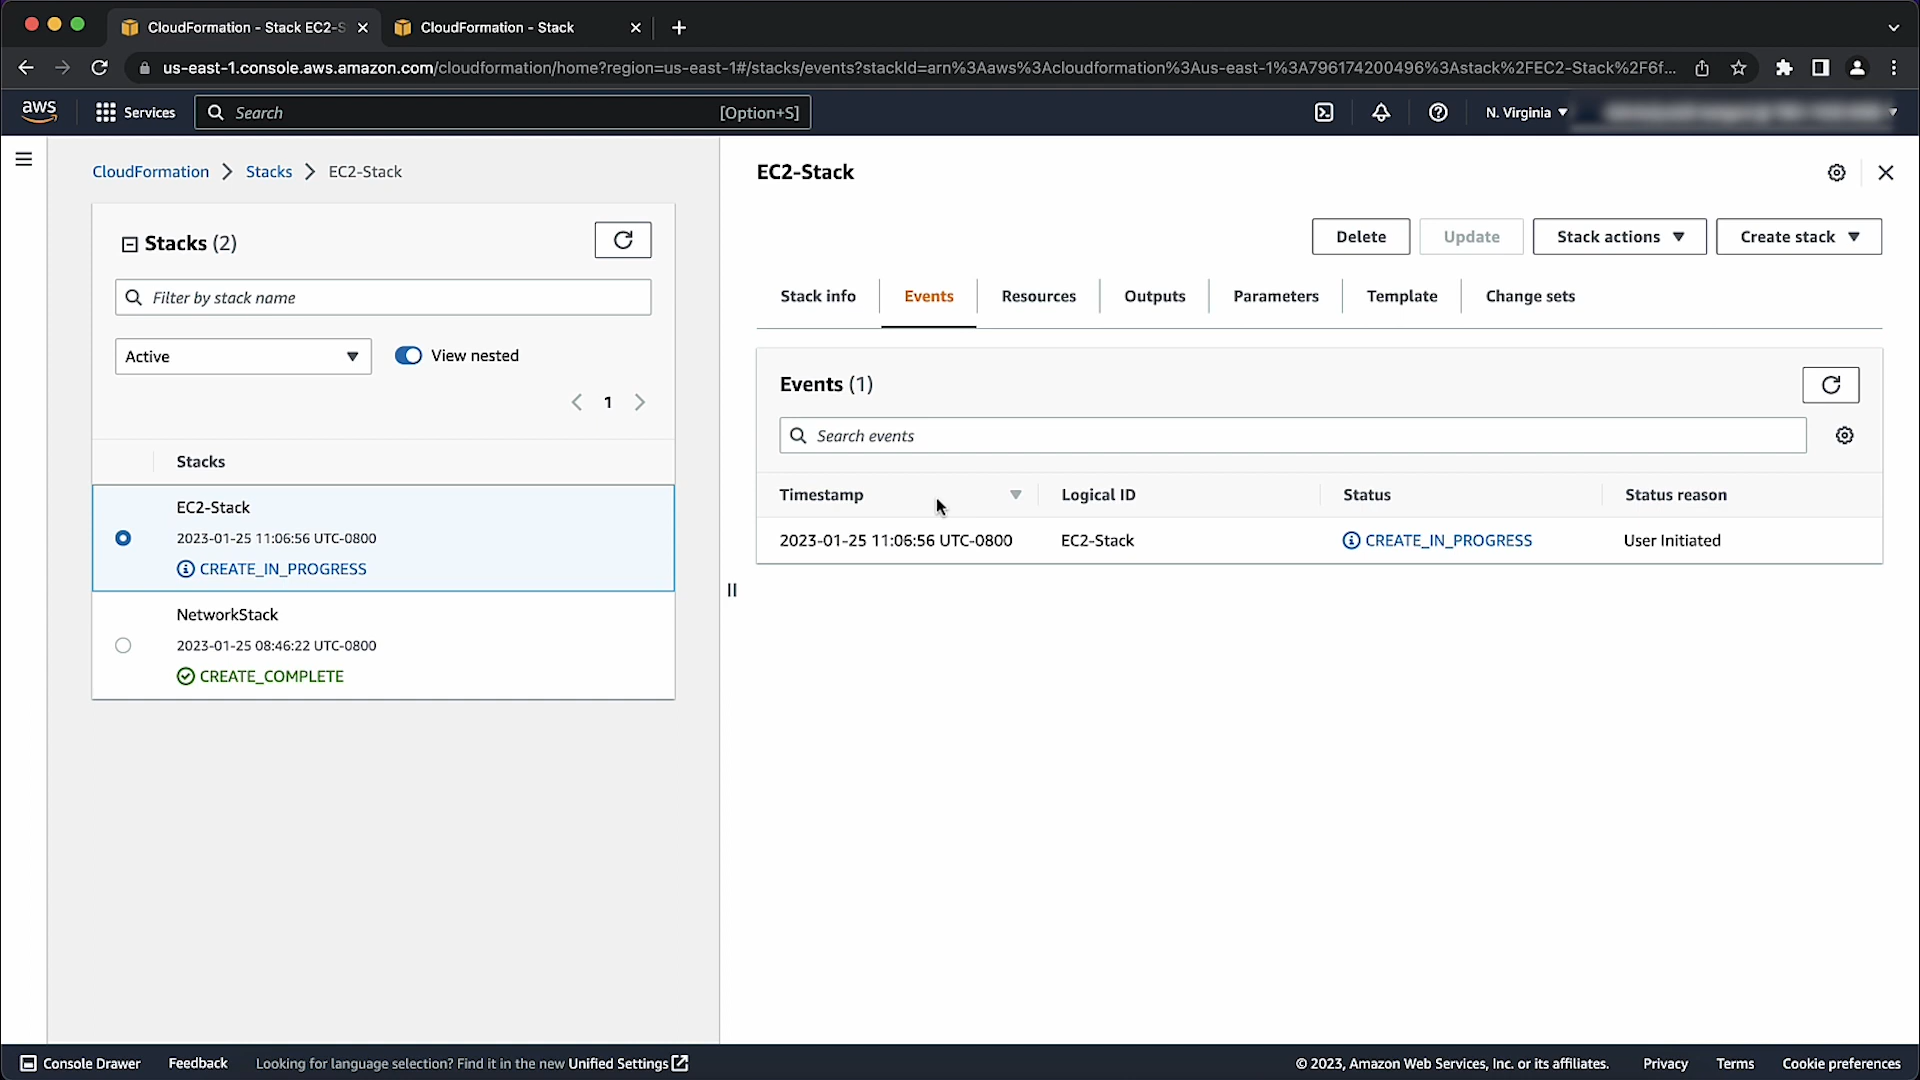 CloudFormation - Stack EC2-S
CloudFormation - Stack
us-east-1.console.aws.amazon.com/cloudformation/home?region=us-east-1#/stacks/events?stackId=arn%3Aaws%3Acloudformation%3Aus-east-1%3A796174200496%3Astack%2FEC2-Stack%2F6f...
aws
Services
Search
[Option+S]
N. Virginia
CloudFormation
Stacks
EC2-Stack
Stacks (2)
Filter by stack name
Active
View nested
1
Stacks
EC2-Stack
2023-01-25 11:06:56 UTC-0800
CREATE_IN_PROGRESS
NetworkStack
2023-01-25 08:46:22 UTC-0800
CREATE_COMPLETE
EC2-Stack
Delete
Update
Stack actions
Create stack
Stack info
Events
Resources
Outputs
Parameters
Template
Change sets
Events (1)
Search events
Timestamp
Logical ID
Status
Status reason
2023-01-25 11:06:56 UTC-0800
EC2-Stack
CREATE_IN_PROGRESS
User Initiated
Console Drawer
Feedback
Looking for language selection? Find it in the new Unified Settings
© 2023, Amazon Web Services, Inc. or its affiliates.
Privacy
Terms
Cookie preferences